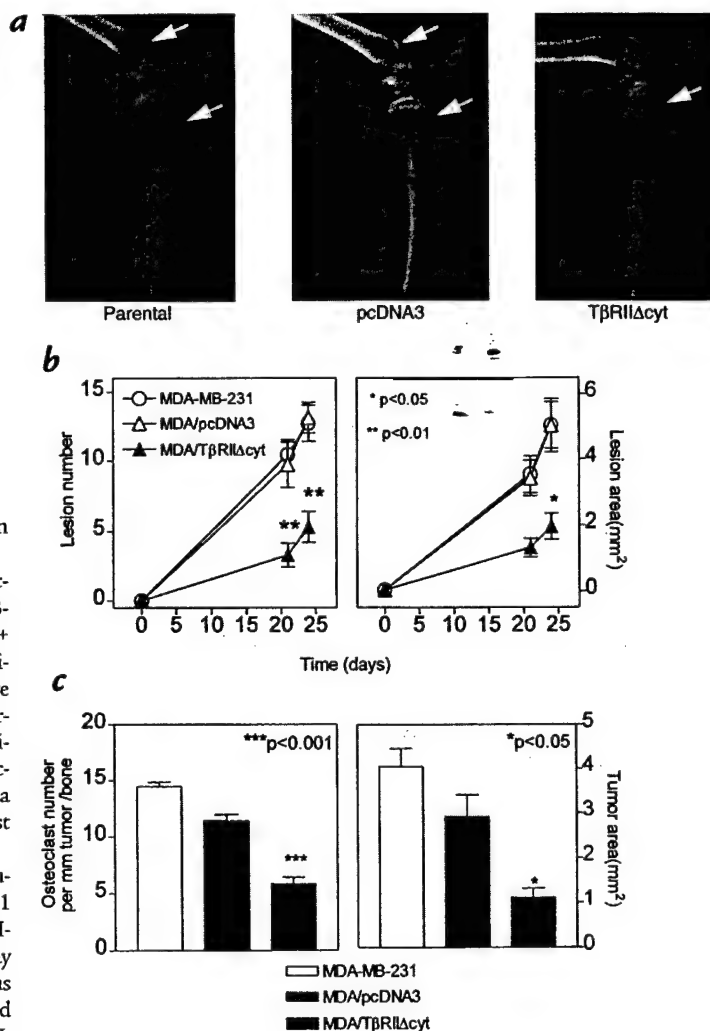 a
Parental pcDNA3 TβRIIΔcyt
b
15
10
5
0
Lesion number
MDA-MB-231
MDA/pcDNA3
MDA/TβRIIΔcyt
** **
0 5 10 15 20 25
* p<0.05
** p<0.01
*
6
4
2
0
Lesion area(mm²)
0 5 10 15 20 25
Time (days)
c
20
15
10
5
0
Osteoclast number
per mm tumor /bone
***p<0.001
***
*p<0.05
*
5
4
3
2
1
0
Tumor area(mm²)
MDA-MB-231
MDA/pcDNA3
MDA/TβRIIΔcyt